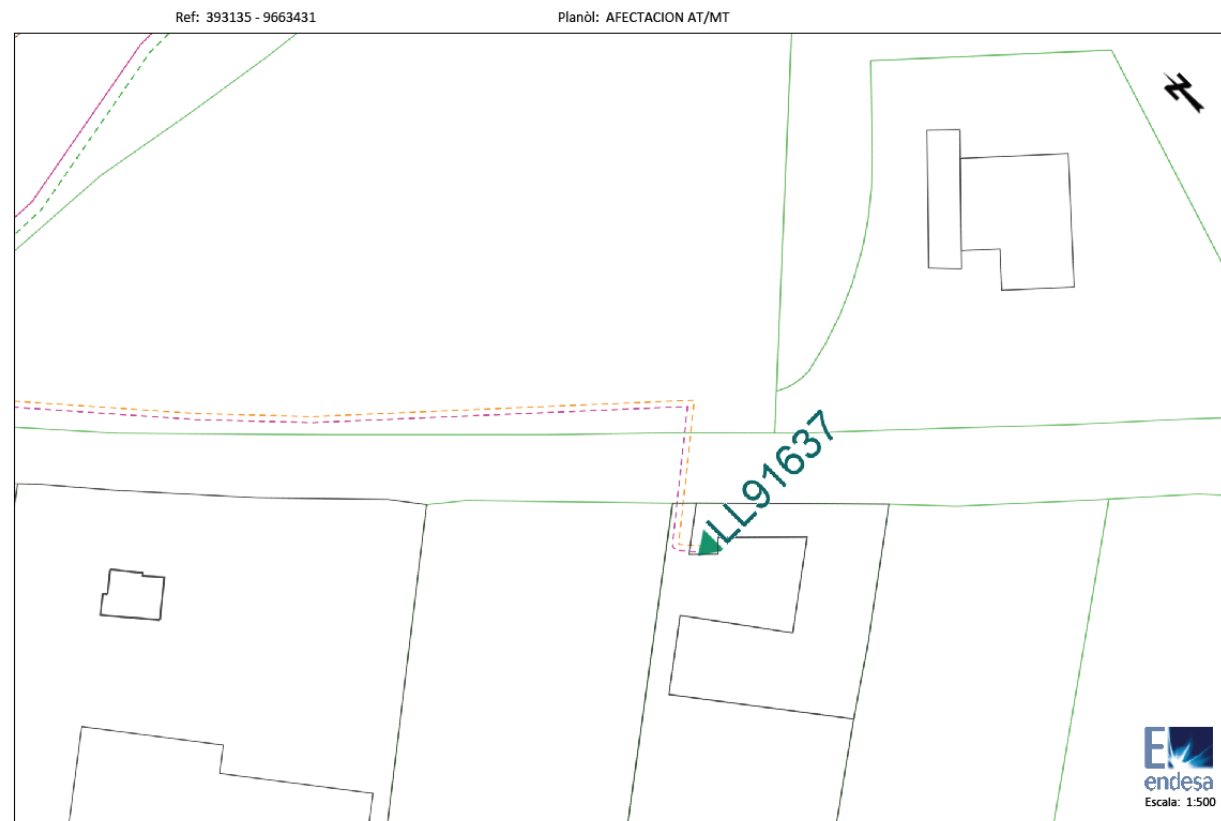 Ref: 393135 - 9663431
Planòl: AFECTACION AT/MT
N
LL91637
E
endesa
Escala: 1:500